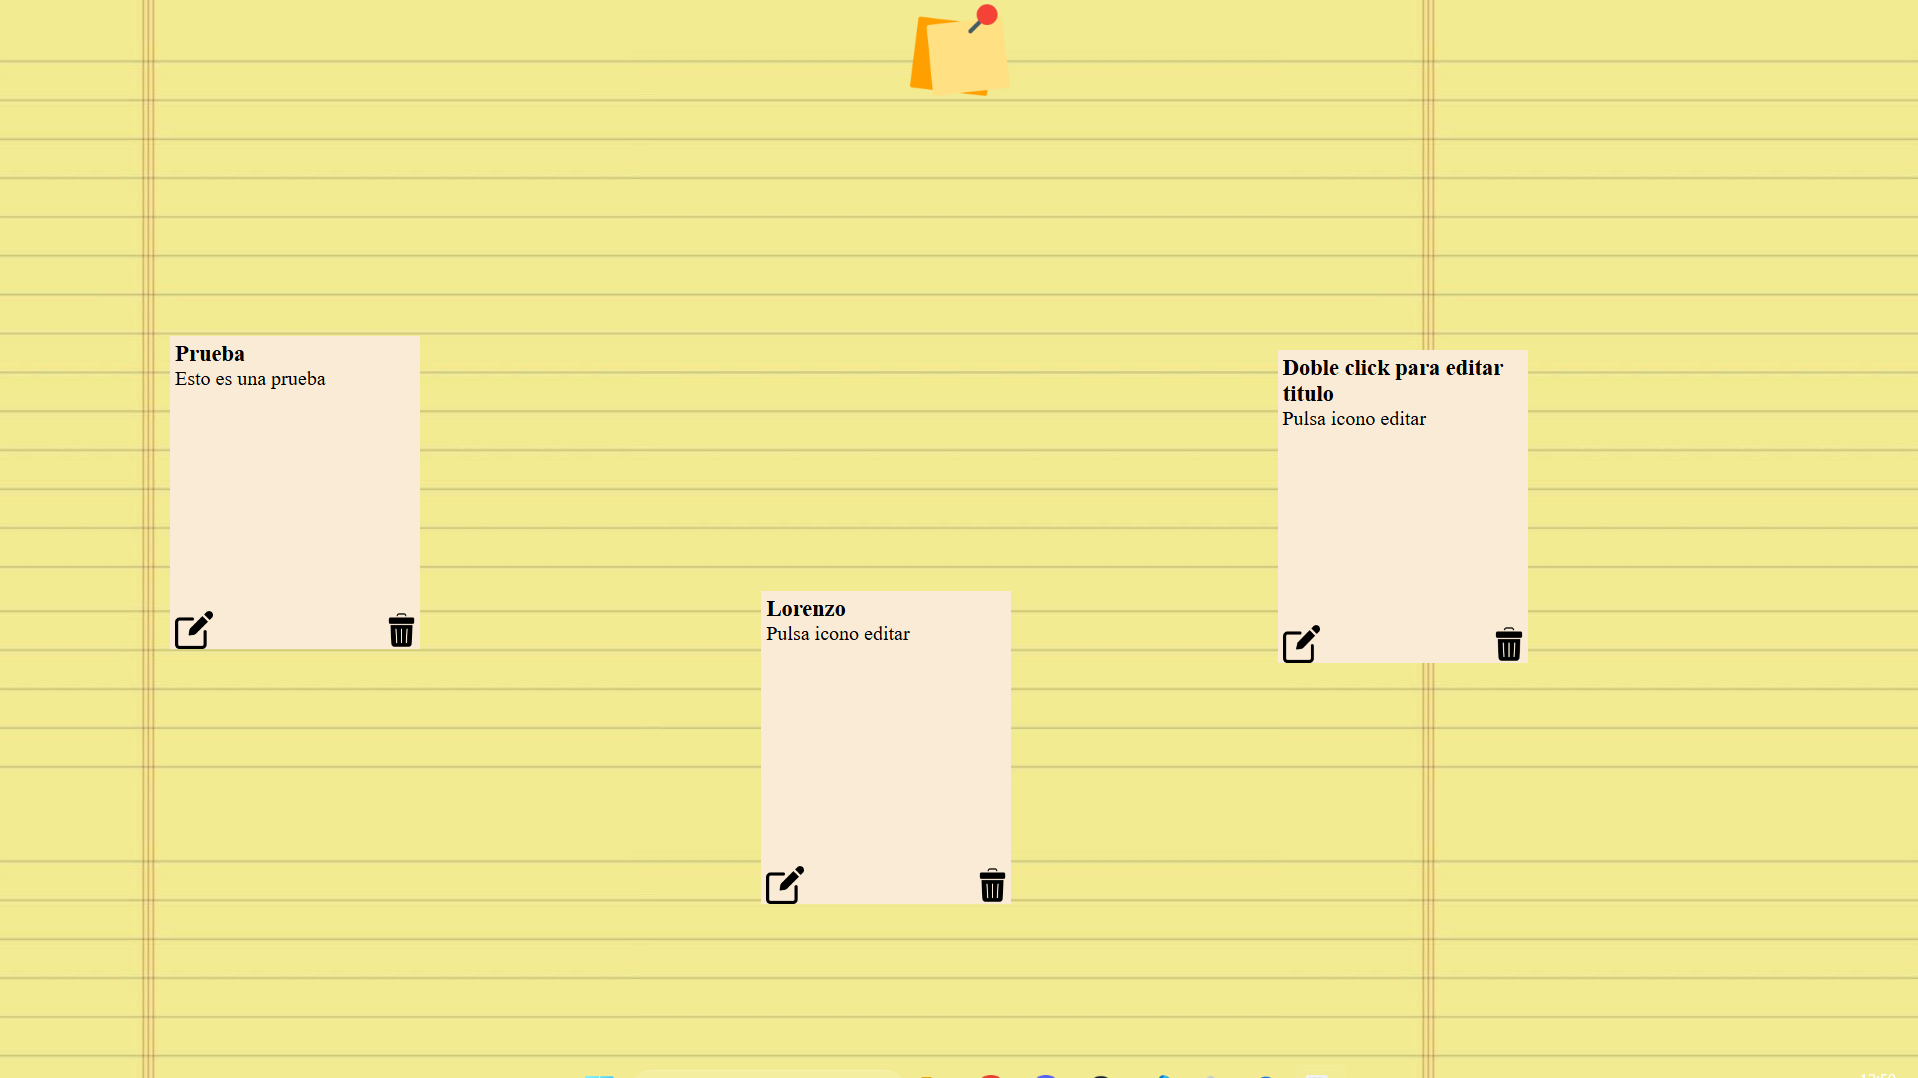 Prueba
Esto es una prueba
Doble click para editar
titulo
Pulsa icono editar
Lorenzo
Pulsa icono editar